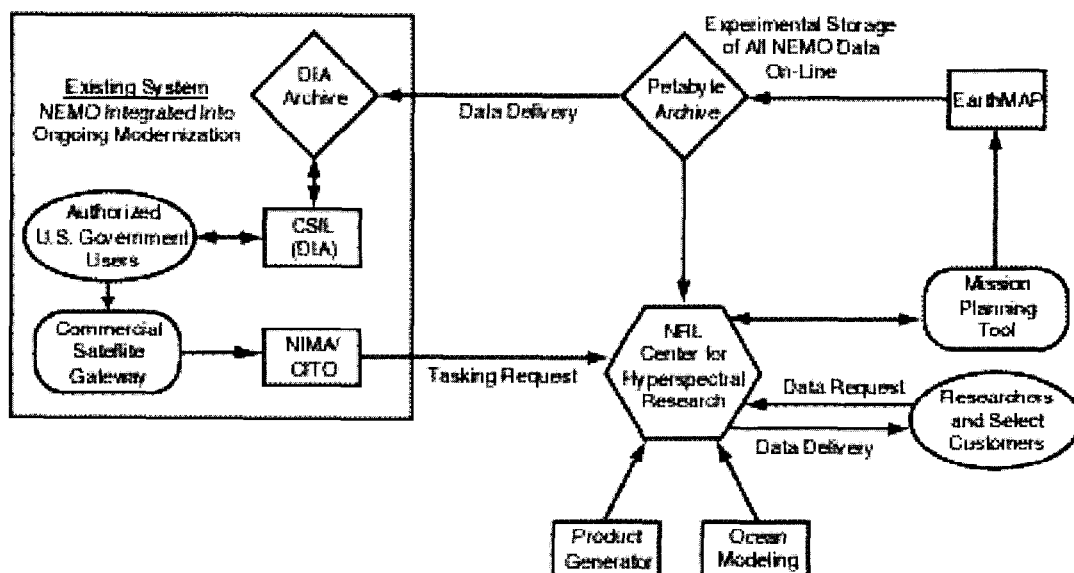 Existing System
NEMO Integrated Into
Ongoing Modernization
DIA
Archive
Data Delivery
Experimental Storage
of All NEMO Data
On-Line
Petabyte
Archive
EarthMAP
Authorized
U.S. Government
Users
CSIL
(DIA)
Commercial
Satellite
Gateway
NIMA/
CITO
Tasking Request
NRL
Center for
Hyperspectral
Research
Mission
Planning
Tool
Data Request
Researchers
and Select
Customers
Data Delivery
Product
Generator
Ocean
Modeling